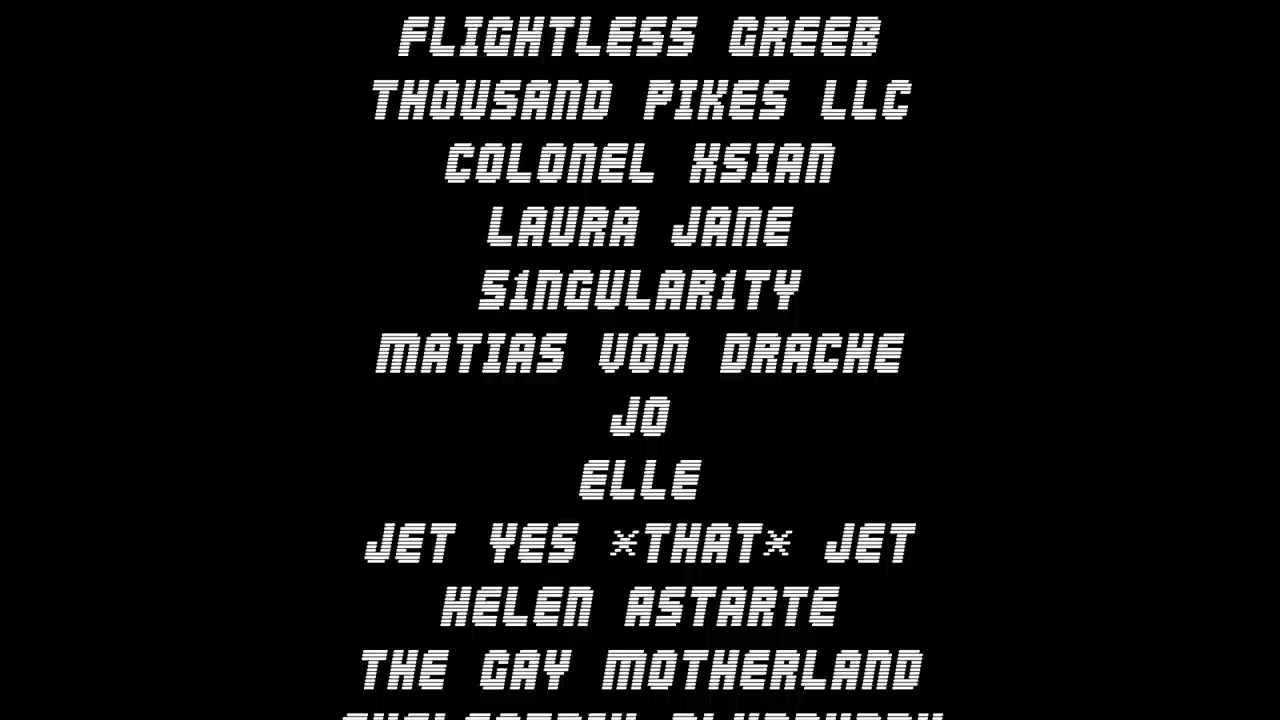 FLIGHTLESS GREEB
THOUSAND PIKES LLC
COLONEL XSIAN
LAURA JANE
S1NGULAR1TY
MATIAS VON DRACHE
JO
ELLE
JET YES *THAT* JET
HELEN ASTARTE
THE GAY MOTHERLAND